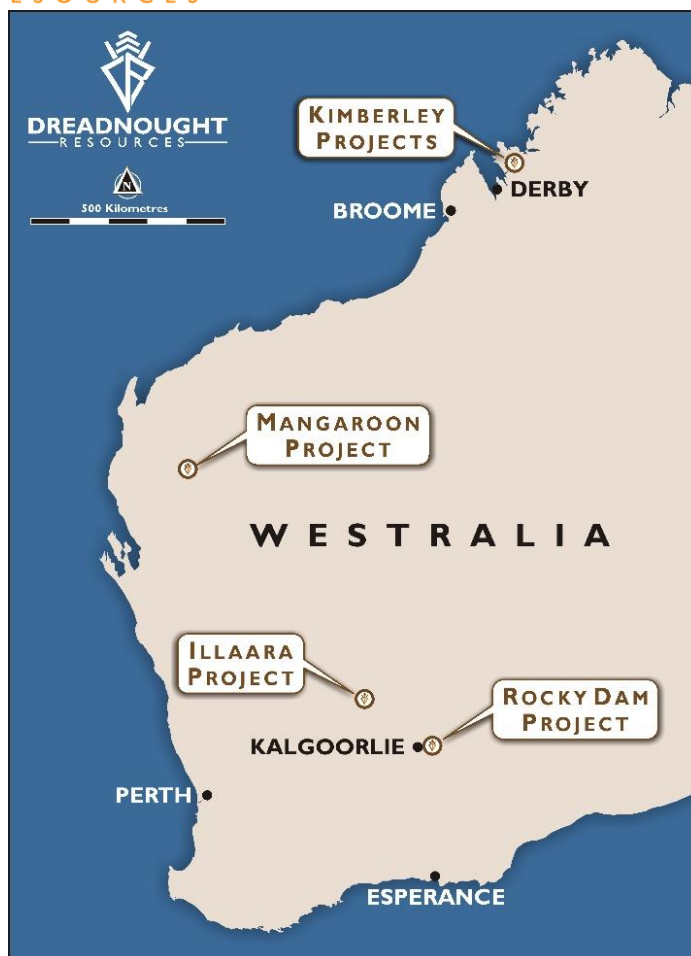 ESOURCES
DREADNOUGHT
RESOURCES
N
500 Kilometres
KIMBERLEY
PROJECTS
DERBY
BROOME
MANGAROON
PROJECT
WESTRALIA
ILLAARA
PROJECT
ROCKY DAM
PROJECT
KALGOORLIE
PERTH
ESPERANCE